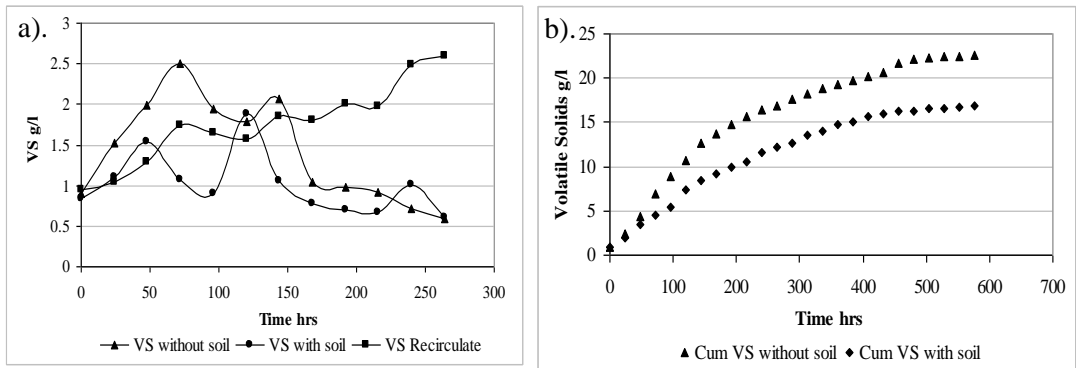 a).
VS g/l
3
2.5
2
1.5
1
0.5
0
0 50 100 150 200 250 300
Time hrs
VS without soil VS with soil VS Recirculate
b).
Volatile Solids g/l
25
20
15
10
5
0
0 100 200 300 400 500 600 700
Time hrs
Cum VS without soil Cum VS with soil